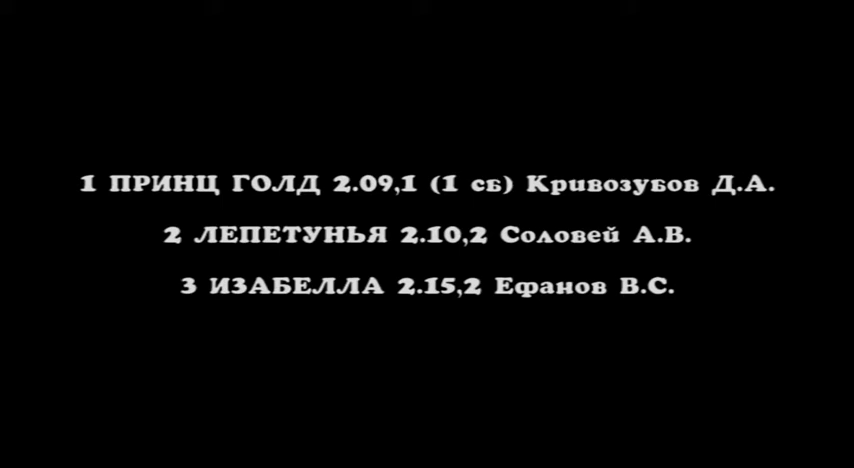 1 ПРИНЦ ГОЛД 2.09,1 (1 сб) Кривозубов Д.А.
2 ЛЕПЕТУНЬЯ 2.10,2 Соловей А.В.
3 ИЗАБЕЛЛА 2.15,2 Ефанов В.С.